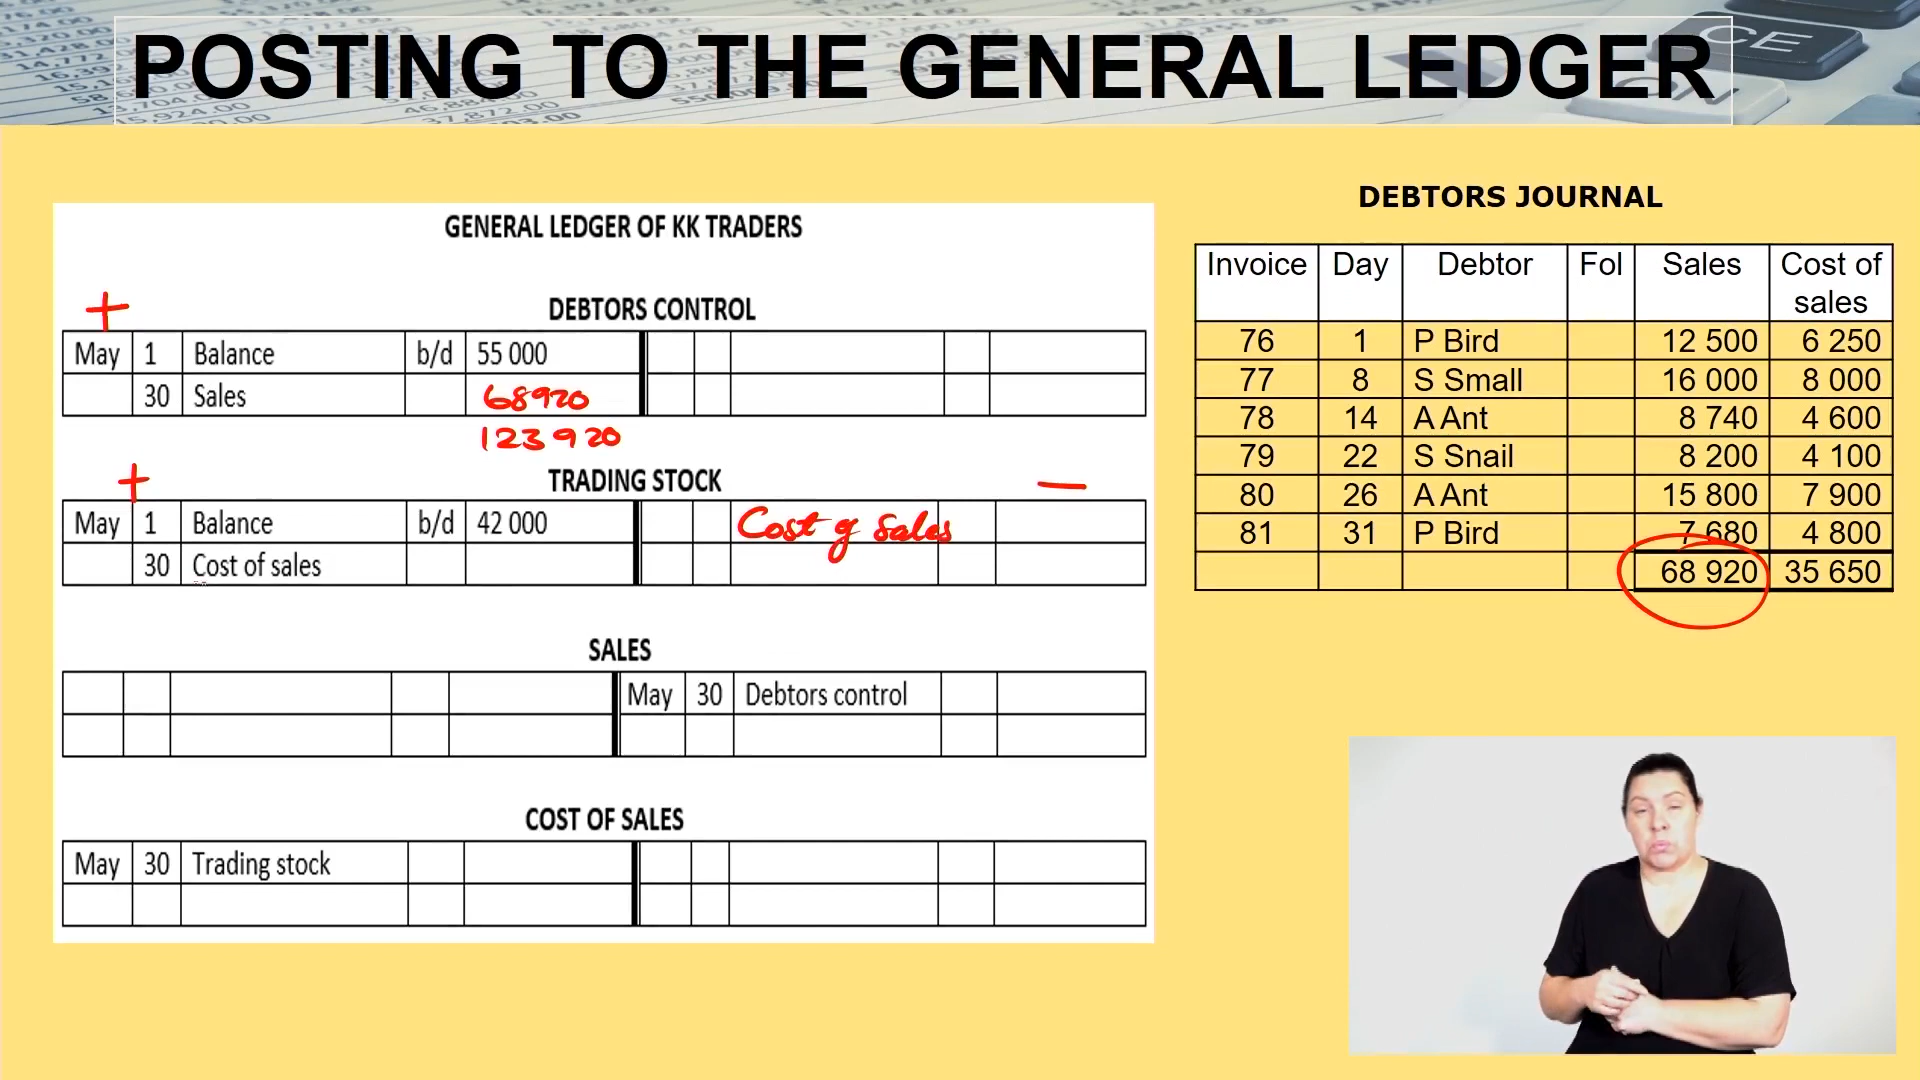 POSTING TO THE GENERAL LEDGER
GENERAL LEDGER OF KK TRADERS
+
DEBTORS CONTROL
May 1 Balance b/d 55 000
30 Sales 68920
123920
+ TRADING STOCK —
May 1 Balance b/d 42 000 Cost of Sales
30 Cost of sales
SALES
May 30 Debtors control
COST OF SALES
May 30 Trading stock
DEBTORS JOURNAL
Invoice Day Debtor Fol Sales Cost of
sales
76 1 P Bird 12 500 6 250
77 8 S Small 16 000 8 000
78 14 A Ant 8 740 4 600
79 22 S Snail 8 200 4 100
80 26 A Ant 15 800 7 900
81 31 P Bird 7 680 4 800
68 920 35 650